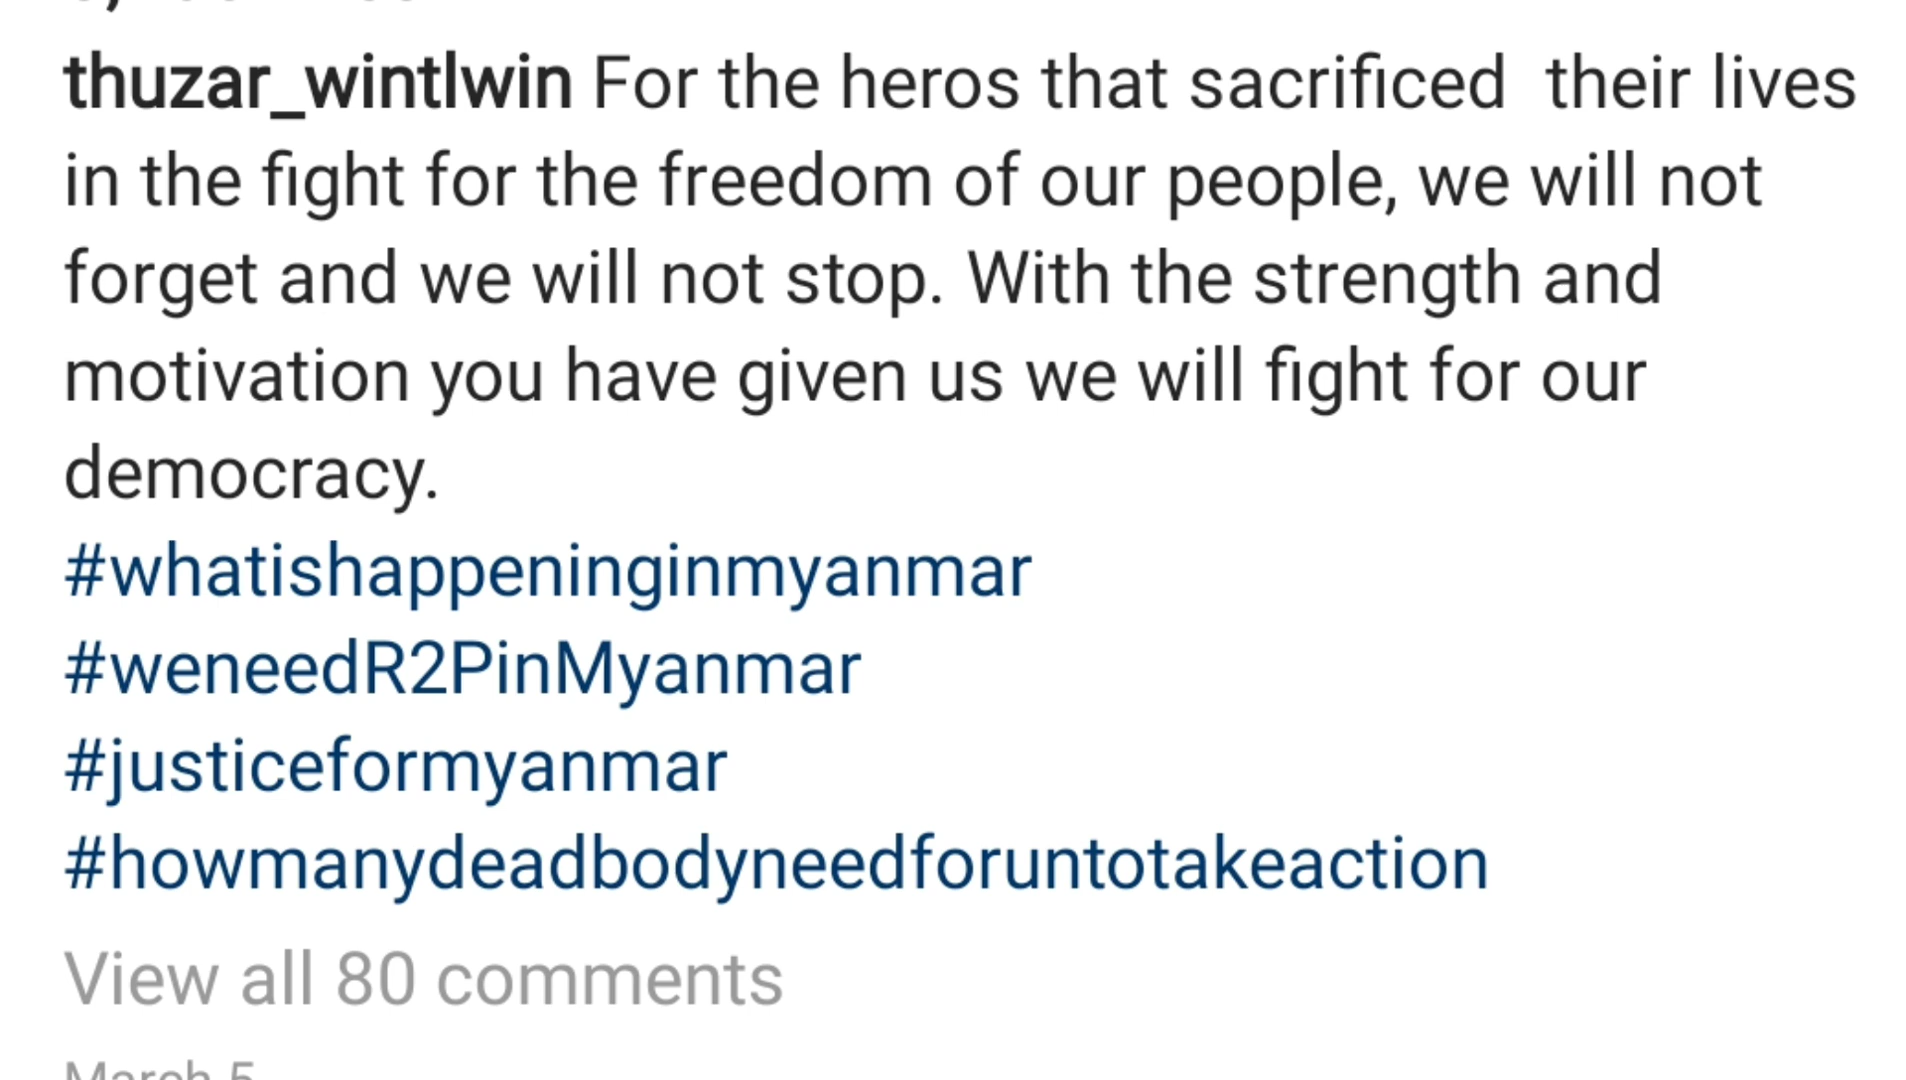 thuzar_wintlwin For the heros that sacrificed  their lives
in the fight for the freedom of our people, we will not
forget and we will not stop. With the strength and
motivation you have given us we will fight for our
democracy.
#whatishappeninginmyanmar
#weneedR2PinMyanmar
#justiceformyanmar
#howmanydeadbodyneedforuntotakeaction
View all 80 comments
March 5